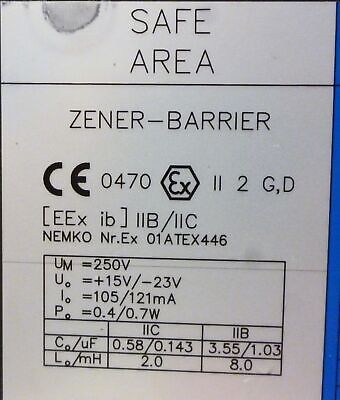 SAFE
AREA
ZENER-BARRIER
CE 0470 Ex II 2 G,D
[EEx ib] IIB/IIC
NEMKO Nr.Ex 01ATEX446
UM =250V
Uo =+15V/-23V
Io =105/121mA
Po =0.4/0.7W
IIC IIB
Co/uF 0.58/0.143 3.55/1.03
Lo/mH 2.0 8.0